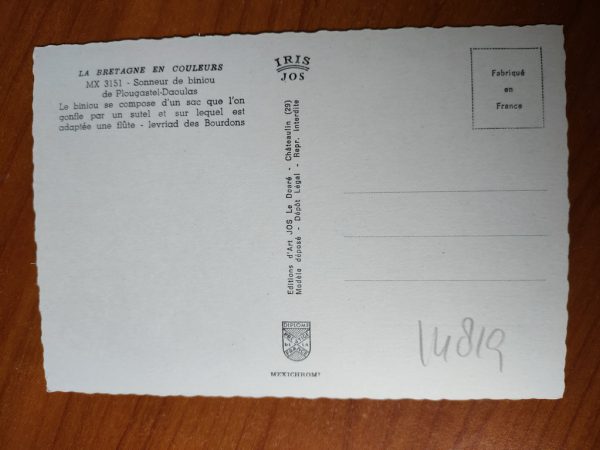 LA BRETAGNE EN COULEURS
MX 3151 - Sonneur de biniou
de Plougastel-Daoulas
Le biniou se compose d'un sac que l'on
gonfle par un sutel et sur lequel est
adaptée une flûte - levriad des Bourdons
IRIS
JOS
Editions d'Art JOS Le Doaré - Châteaulin (29)
Modèle déposé - Dépôt Légal - Repr. interdite
DIPLOME
MEXICHROME
Fabriqué
en
France
14819